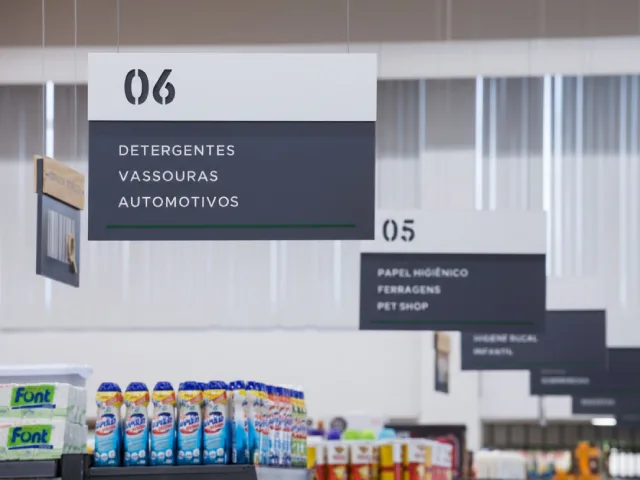 06
DETERGENTES
VASSOURAS
AUTOMOTIVOS
05
PAPEL HIGIÊNICO
FERRAGENS
PET SHOP
HIGIENE BUCAL
INFANTIL
Font
Font